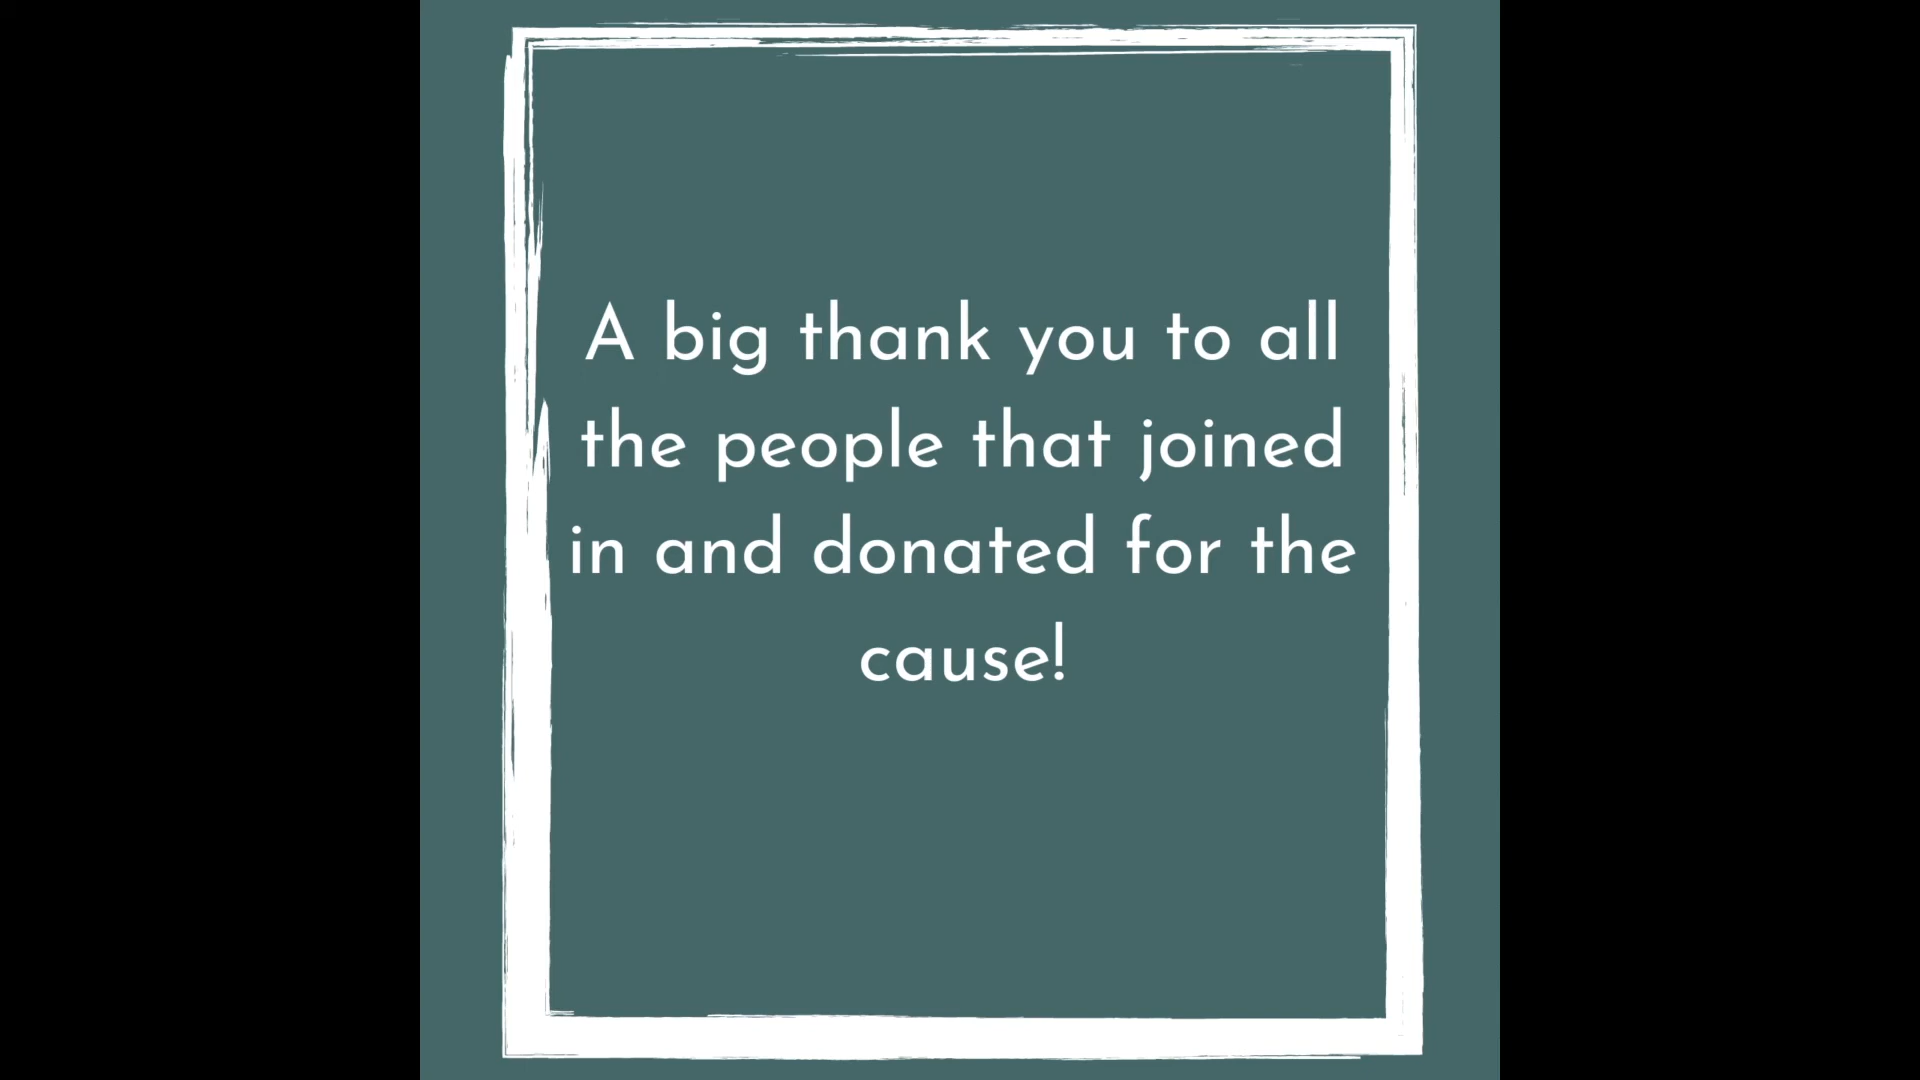 A big thank you to all
the people that joined
in and donated for the
cause!